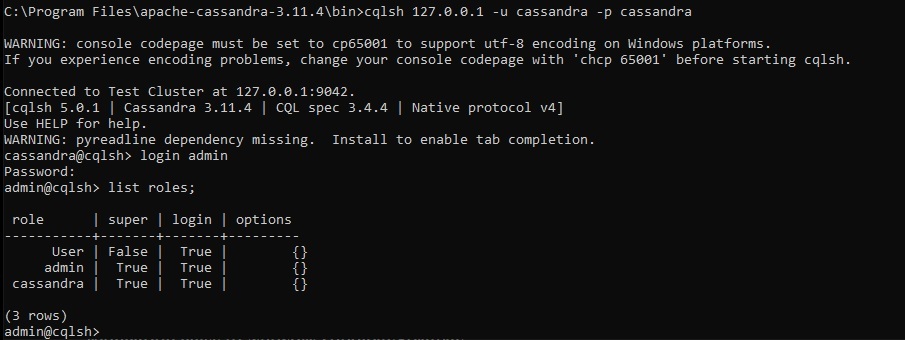 C:\Program Files\apache-cassandra-3.11.4\bin>cqlsh 127.0.0.1 -u cassandra -p cassandra
WARNING: console codepage must be set to cp65001 to support utf-8 encoding on Windows platforms.
If you experience encoding problems, change your console codepage with 'chcp 65001' before starting cqlsh.
Connected to Test Cluster at 127.0.0.1:9042.
[cqlsh 5.0.1 | Cassandra 3.11.4 | CQL spec 3.4.4 | Native protocol v4]
Use HELP for help.
WARNING: pyreadline dependency missing.  Install to enable tab completion.
cassandra@cqlsh> login admin
Password:
admin@cqlsh> list roles;
 role      | super | login | options
-----------+-------+-------+---------
      User | False |  True |        {}
     admin |  True |  True |        {}
 cassandra |  True |  True |        {}
(3 rows)
admin@cqlsh>